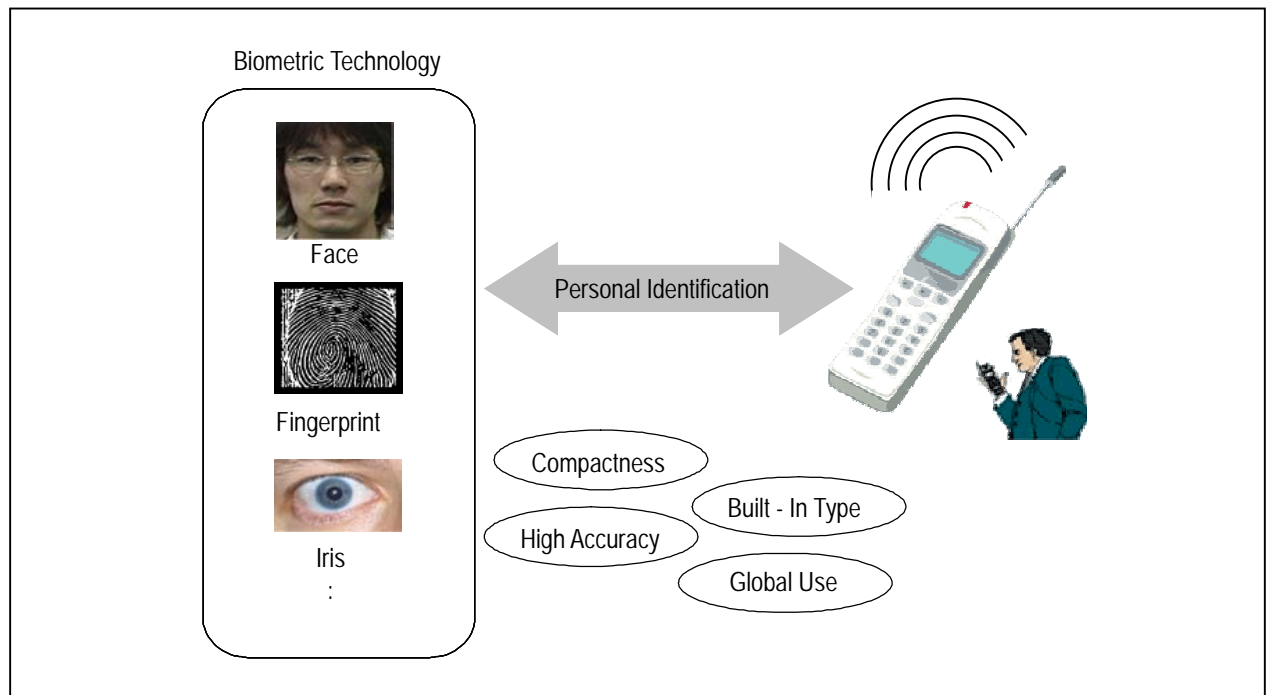 Biometric Technology
Face
Fingerprint
Iris
:
Personal Identification
Compactness
Built - In Type
High Accuracy
Global Use